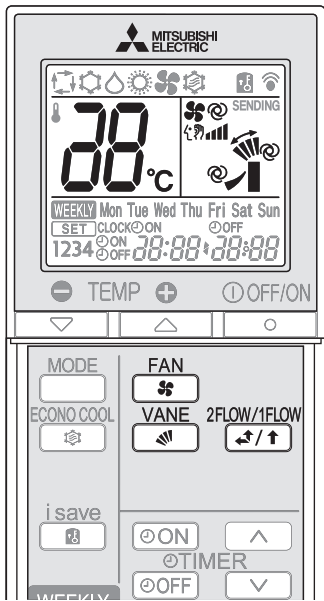 MITSUBISHI
ELECTRIC
SENDING
88 °C
WEEKLY Mon Tue Wed Thu Fri Sat Sun
SET CLOCK ON OFF
1234 ON OFF 88:88 88:88
TEMP OFF/ON
MODE FAN
ECONO COOL VANE 2FLOW/1FLOW
i save
ON
TIMER
OFF
WEEKLY